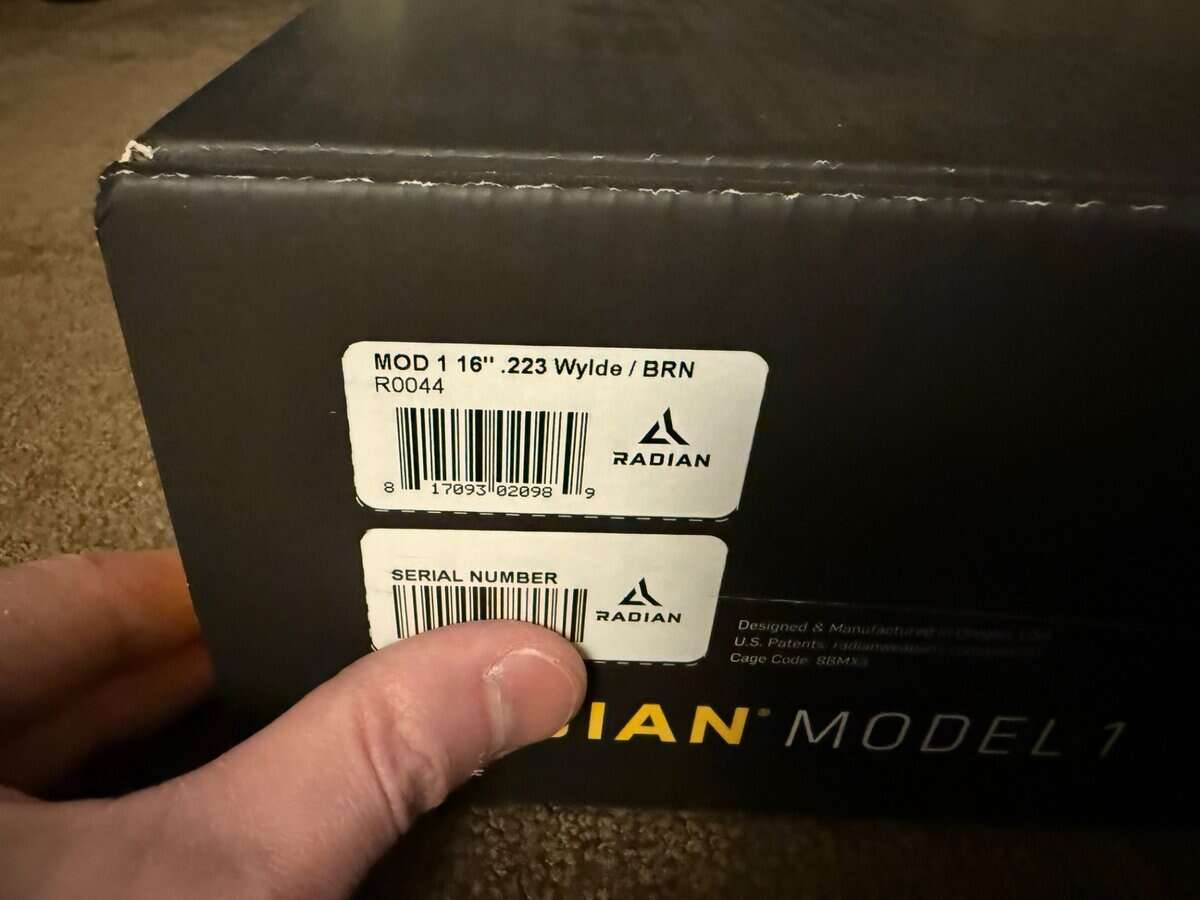 MOD 1 16" .223 Wylde / BRN
R0044
RADIAN
8 17093 02098 9
SERIAL NUMBER
RADIAN
Designed & Manufactured in
U.S. Patents:
Cage Code:
IAN® MODEL 1